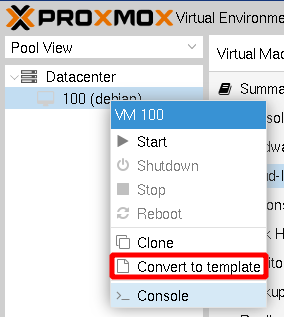 PROXMOX Virtual Environme
Pool View
Virtual Mac
Datacenter
Summa
100 (debian)
VM 100
Start
Shutdown
Stop
Reboot
Clone
Convert to template
Console